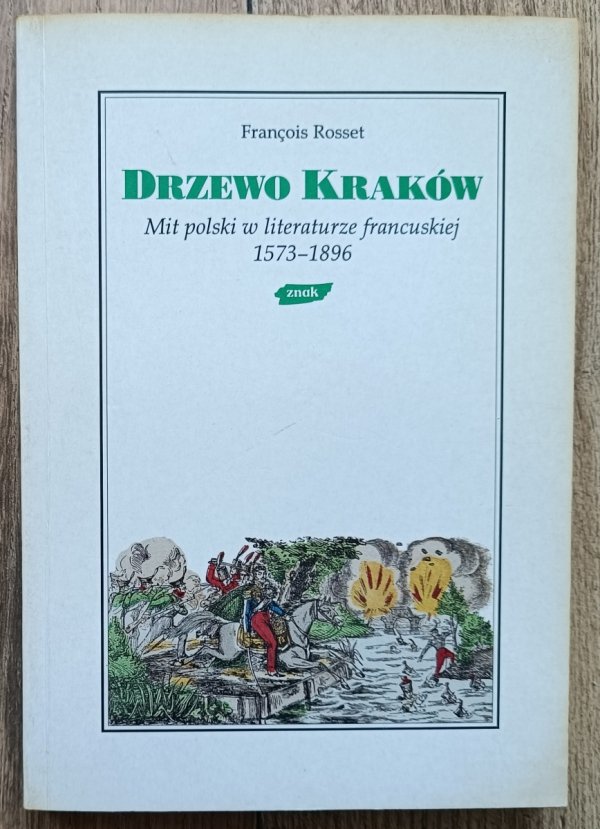 François Rosset
DRZEWO KRAKÓW
Mit polski w literaturze francuskiej
1573–1896
znak